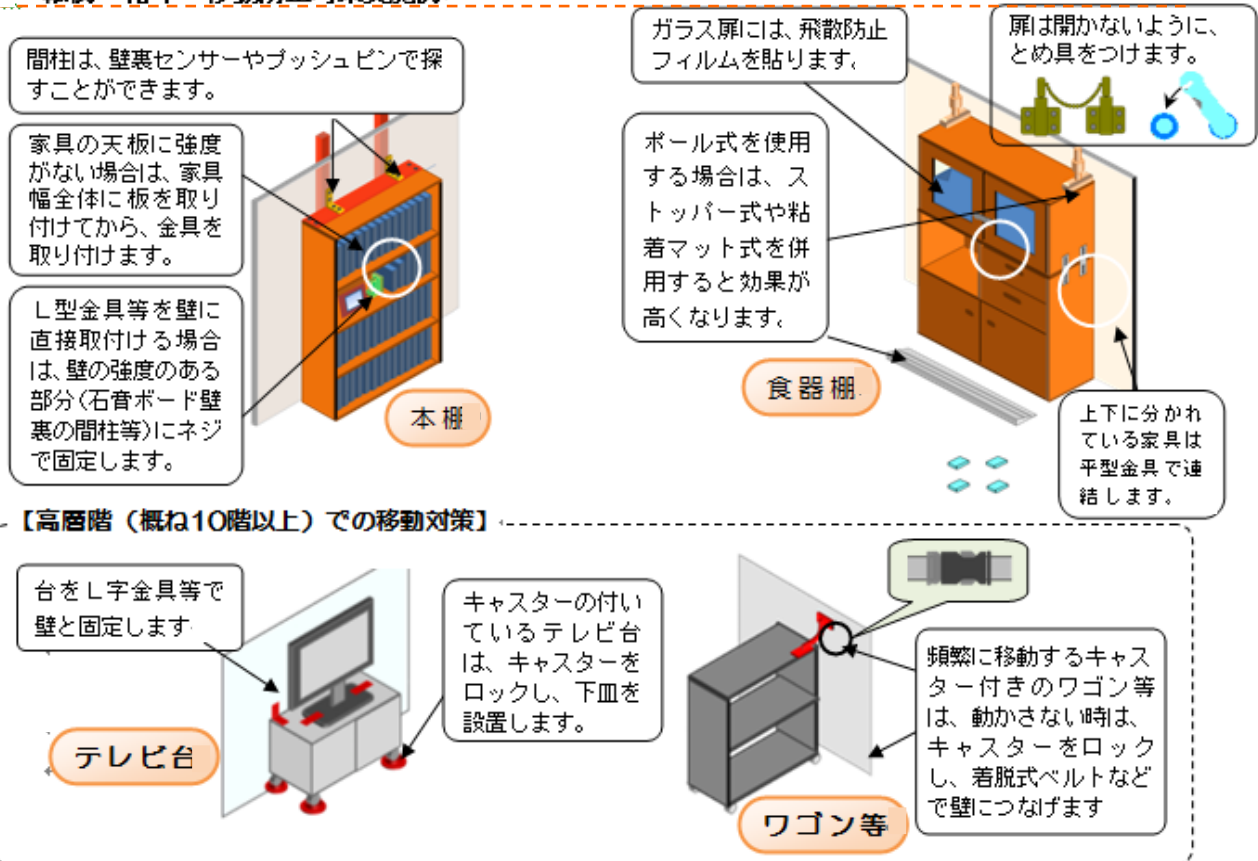 間柱は、壁裏センサーやプッシュピンで探
すことができます。
家具の天板に強度
がない場合は、家具
幅全体に板を取り
付けてから、金具を
取り付けます。
Ｌ型金具等を壁に
直接取付ける場合
は、壁の強度のある
部分(石膏ボード壁
裏の間柱等)にネジ
で固定します。
本棚
ガラス扉には、飛散防止
フィルムを貼ります。
扉は開かないように、
とめ具をつけます。
ポール式を使用
する場合は、ス
トッパー式や粘
着マット式を併
用すると効果が
高くなります。
食器棚
上下に分かれ
ている家具は
平型金具で連
結します。
【高層階（概ね10階以上）での移動対策】
台をＬ字金具等で
壁と固定します
テレビ台
キャスターの付い
ているテレビ台
は、キャスターを
ロックし、下皿を
設置します。
頻繁に移動するキャス
ター付きのワゴン等
は、動かさない時は、
キャスターをロック
し、着脱式ベルトなど
で壁につなげます
ワゴン等